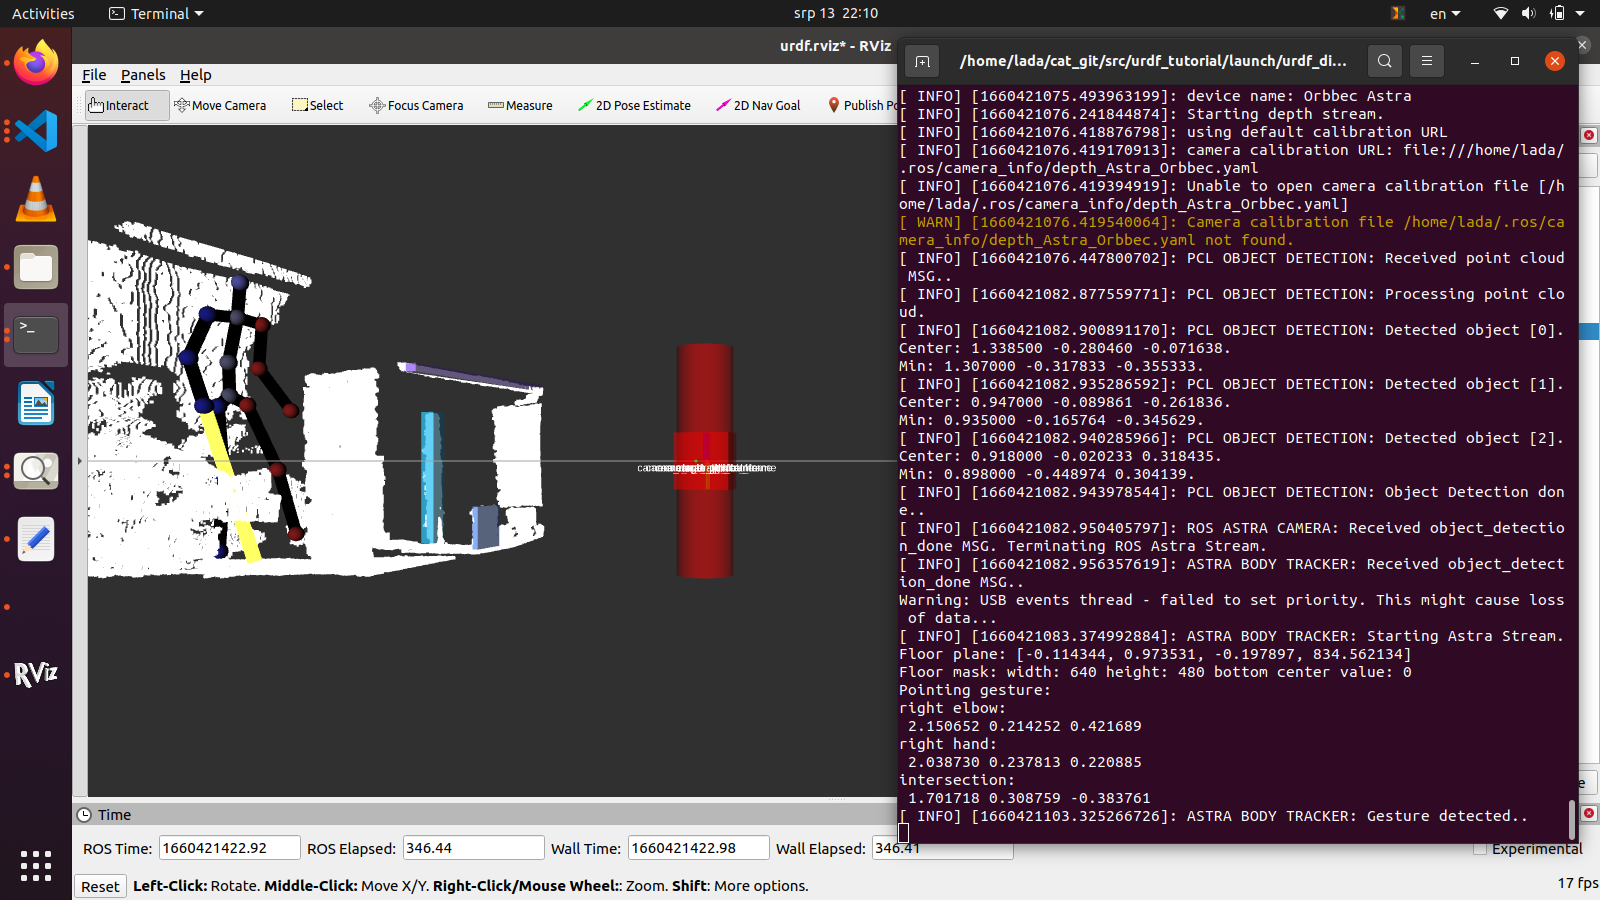 Activities Terminal srp 13 22:10 en
urdf.rviz* - RViz
File Panels Help
Interact Move Camera Select Focus Camera Measure 2D Pose Estimate 2D Nav Goal Publish Po
/home/lada/cat_git/src/urdf_tutorial/launch/urdf_di...
[ INFO] [1660421075.493963199]: device name: Orbbec Astra
[ INFO] [1660421076.241844874]: Starting depth stream.
[ INFO] [1660421076.418876798]: using default calibration URL
[ INFO] [1660421076.419170913]: camera calibration URL: file:///home/lada/
.ros/camera_info/depth_Astra_Orbbec.yaml
[ INFO] [1660421076.419394919]: Unable to open camera calibration file [/h
ome/lada/.ros/camera_info/depth_Astra_Orbbec.yaml]
[ WARN] [1660421076.419540064]: Camera calibration file /home/lada/.ros/ca
mera_info/depth_Astra_Orbbec.yaml not found.
[ INFO] [1660421076.447800702]: PCL OBJECT DETECTION: Received point cloud
MSG..
[ INFO] [1660421082.877559771]: PCL OBJECT DETECTION: Processing point clo
ud.
[ INFO] [1660421082.900891170]: PCL OBJECT DETECTION: Detected object [0].
Center: 1.338500 -0.280460 -0.071638.
Min: 1.307000 -0.317833 -0.355333.
[ INFO] [1660421082.935286592]: PCL OBJECT DETECTION: Detected object [1].
Center: 0.947000 -0.089861 -0.261836.
Min: 0.935000 -0.165764 -0.345629.
[ INFO] [1660421082.940285966]: PCL OBJECT DETECTION: Detected object [2].
Center: 0.918000 -0.020233 0.318435.
Min: 0.898000 -0.448974 0.304139.
[ INFO] [1660421082.943978544]: PCL OBJECT DETECTION: Object Detection don
e..
[ INFO] [1660421082.950405797]: ROS ASTRA CAMERA: Received object_detectio
n_done MSG. Terminating ROS Astra Stream.
[ INFO] [1660421082.956357619]: ASTRA BODY TRACKER: Received object_detect
ion_done MSG..
Warning: USB events thread - failed to set priority. This might cause loss
of data...
[ INFO] [1660421083.374992884]: ASTRA BODY TRACKER: Starting Astra Stream.
Floor plane: [-0.114344, 0.973531, -0.197897, 834.562134]
Floor mask: width: 640 height: 480 bottom center value: 0
Pointing gesture:
right elbow:
2.150652 0.214252 0.421689
right hand:
2.038730 0.237813 0.220885
intersection:
1.701718 0.308759 -0.383761
[ INFO] [1660421103.325266726]: ASTRA BODY TRACKER: Gesture detected..
RViz
Time
ROS Time: 1660421422.92 ROS Elapsed: 346.44 Wall Time: 1660421422.98 Wall Elapsed: 346.41 Experimental
Reset Left-Click: Rotate. Middle-Click: Move X/Y. Right-Click/Mouse Wheel:: Zoom. Shift: More options. 17 fps